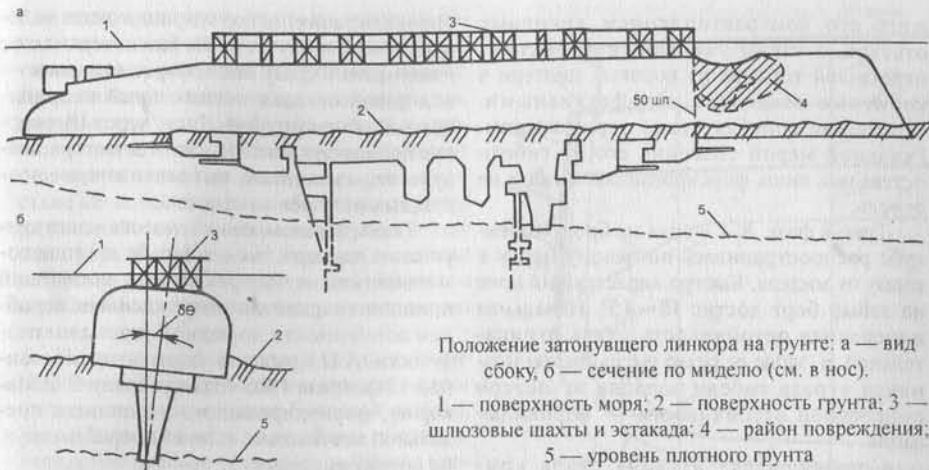 а
1
3
2
50 шп.
4
б
5
1
3
δθ
2
5
Положение затонувшего линкора на грунте: а — вид
сбоку, б — сечение по миделю (см. в нос).
1 — поверхность моря; 2 — поверхность грунта; 3 —
шлюзовые шахты и эстакада; 4 — район повреждения;
5 — уровень плотного грунта